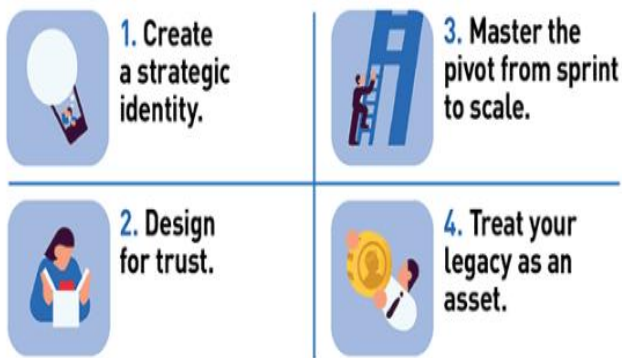 1. Create
a strategic
identity.
2. Design
for trust.
3. Master the
pivot from sprint
to scale.
4. Treat your
legacy as an
asset.